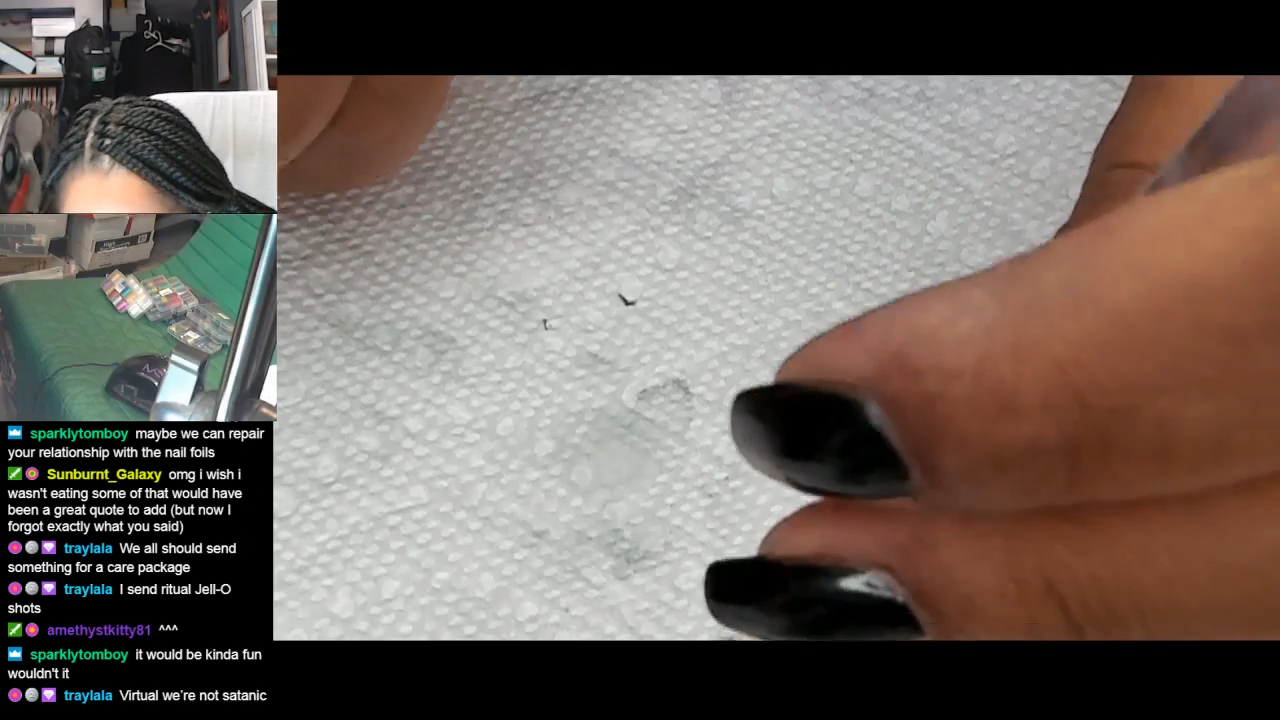 sparklytomboy maybe we can repair
your relationship with the nail foils
Sunburnt_Galaxy omg i wish i
wasn't eating some of that would have
been a great quote to add (but now I
forgot exactly what you said)
traylala We all should send
something for a care package
traylala I send ritual Jell-O
shots
amethystkitty81 ^^^
sparklytomboy it would be kinda fun
wouldn't it
traylala Virtual we're not satanic